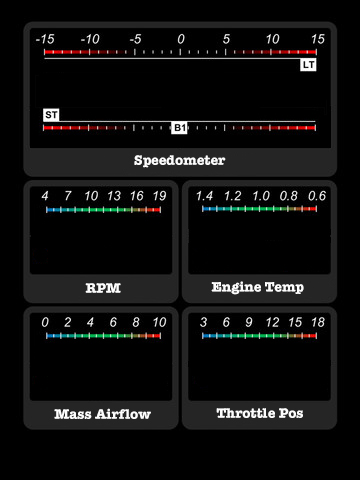 -15 -10 -5 0 5 10 15
LT
ST
B1
Speedometer
4 7 10 13 16 19
RPM
1.4 1.2 1.0 0.8 0.6
Engine Temp
0 2 4 6 8 10
Mass Airflow
3 6 9 12 15 18
Throttle Pos